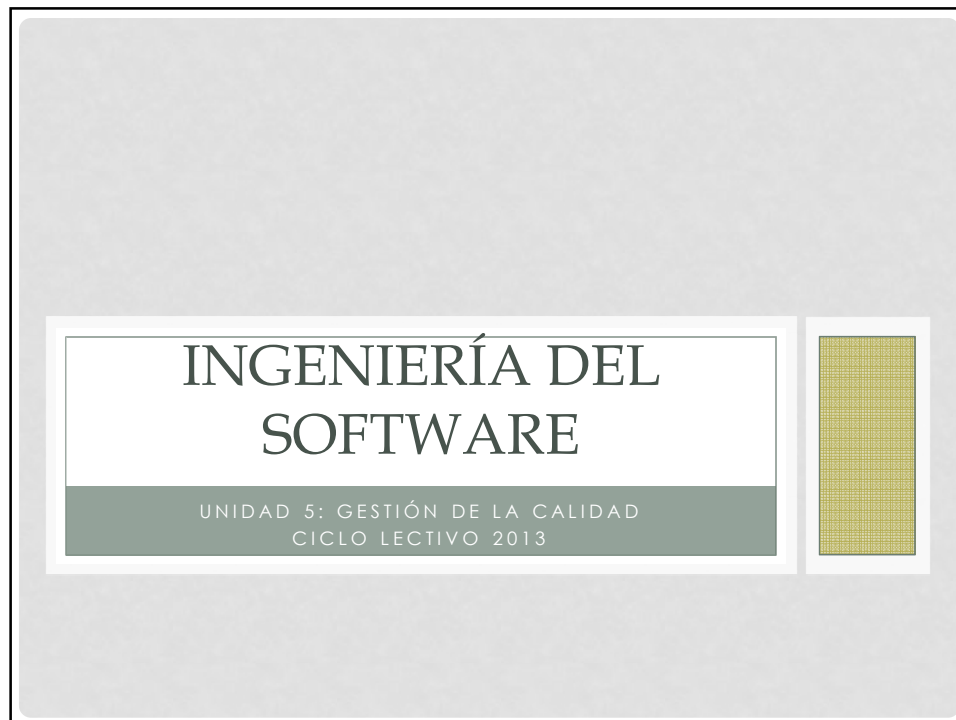 INGENIERÍA DEL
SOFTWARE
UNIDAD 5: GESTIÓN DE LA CALIDAD
CICLO LECTIVO 2013